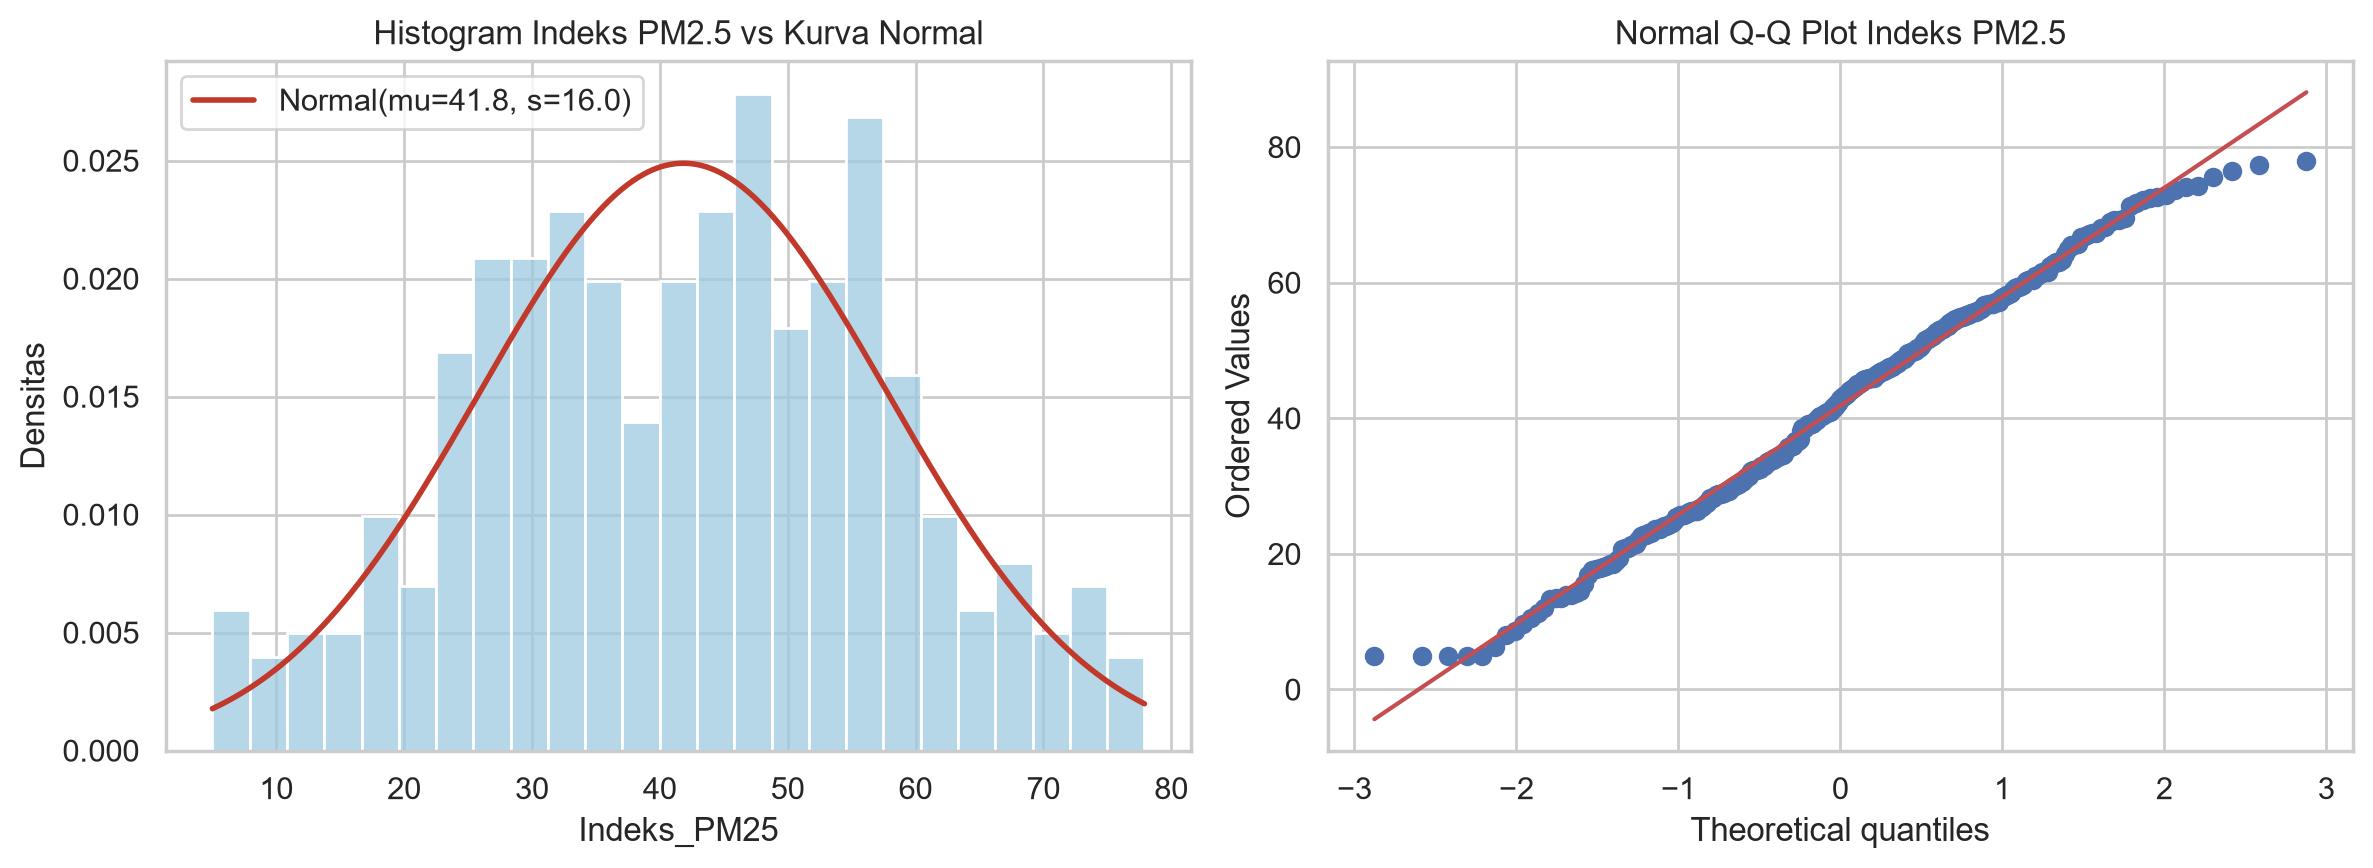 Histogram Indeks PM2.5 vs Kurva Normal
Normal(mu=41.8, s=16.0)
Densitas
0.025
0.020
0.015
0.010
0.005
0.000
10 20 30 40 50 60 70 80
Indeks_PM25
Normal Q-Q Plot Indeks PM2.5
Ordered Values
80
60
40
20
0
−3 −2 −1 0 1 2 3
Theoretical quantiles